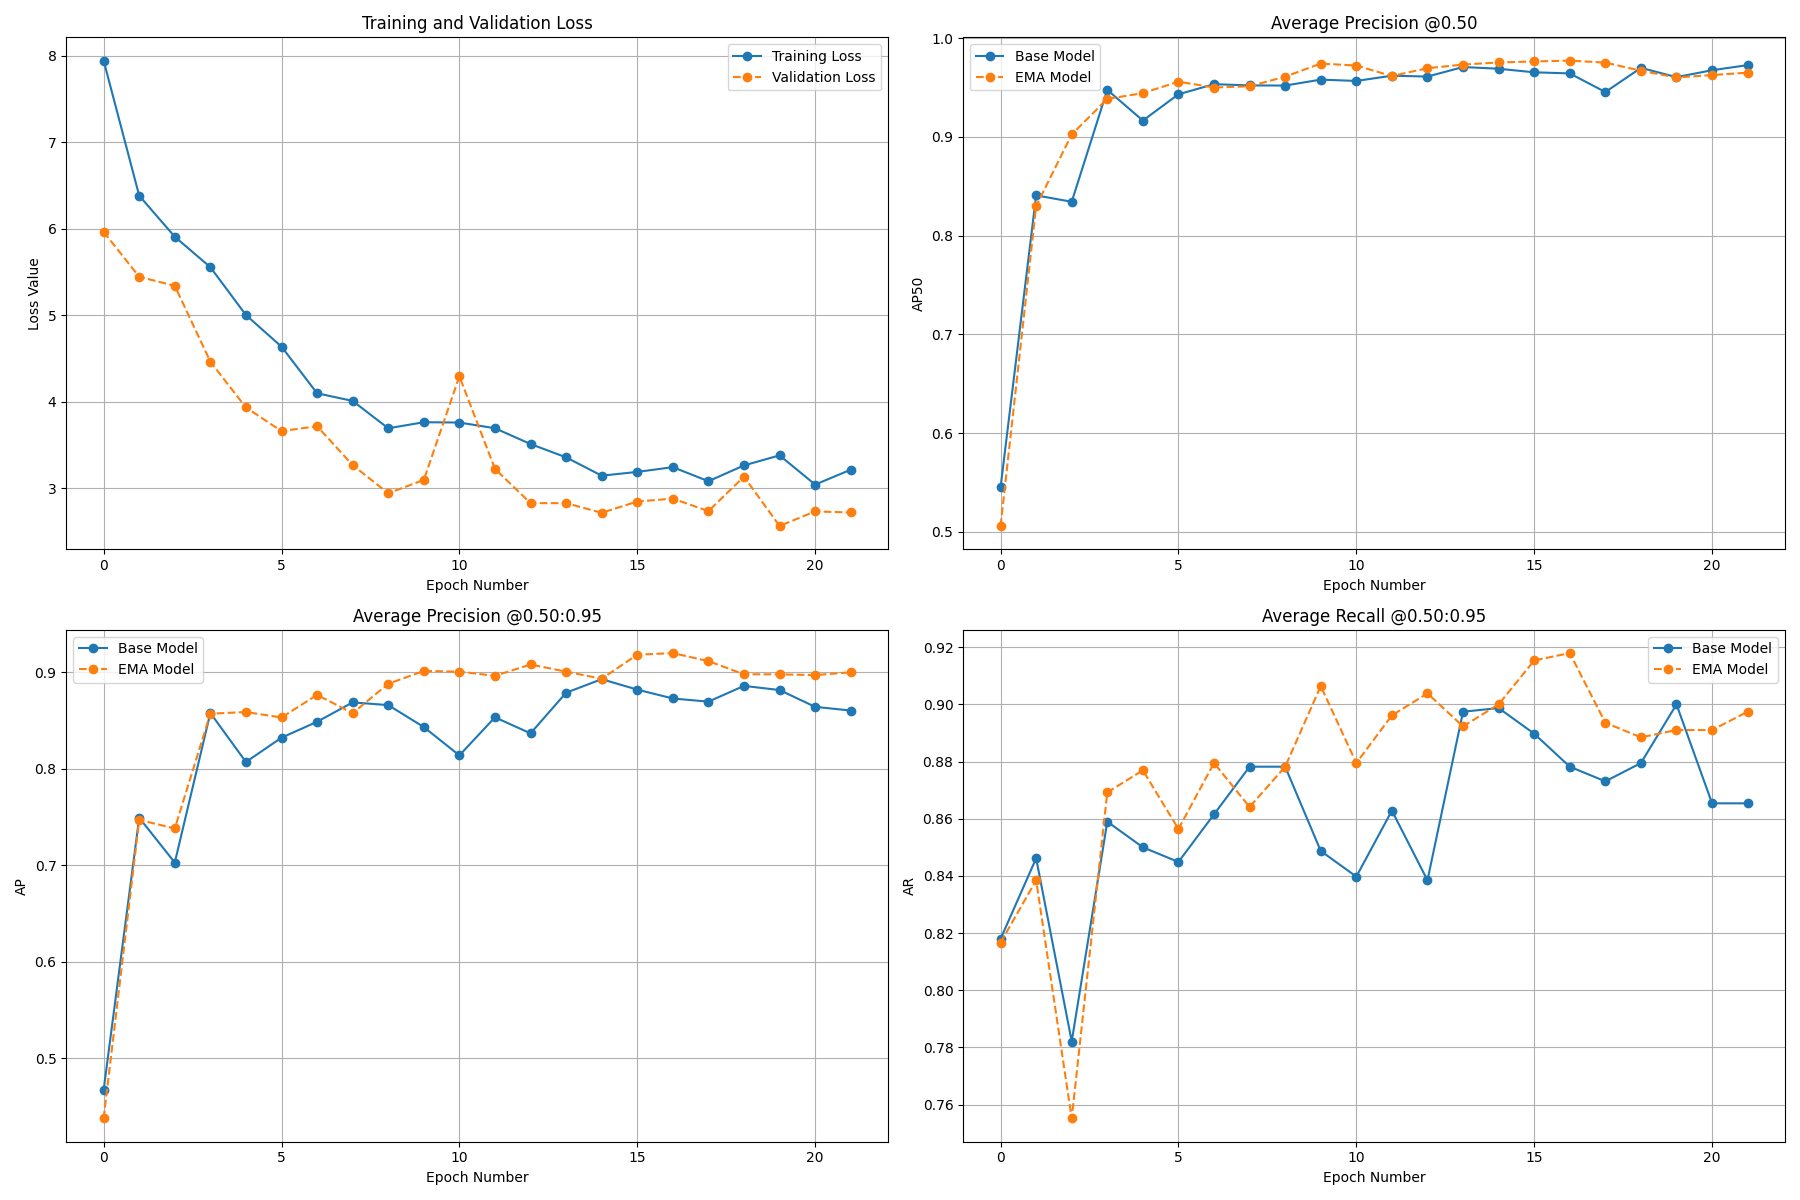 Training and Validation Loss
Training Loss
Validation Loss
8
7
6
5
4
3
Loss Value
0 5 10 15 20
Epoch Number
Average Precision @0.50
Base Model
EMA Model
1.0
0.9
0.8
0.7
0.6
0.5
AP50
0 5 10 15 20
Epoch Number
Average Precision @0.50:0.95
Base Model
EMA Model
0.9
0.8
0.7
0.6
0.5
AP
0 5 10 15 20
Epoch Number
Average Recall @0.50:0.95
Base Model
EMA Model
0.92
0.90
0.88
0.86
0.84
0.82
0.80
0.78
0.76
AR
0 5 10 15 20
Epoch Number